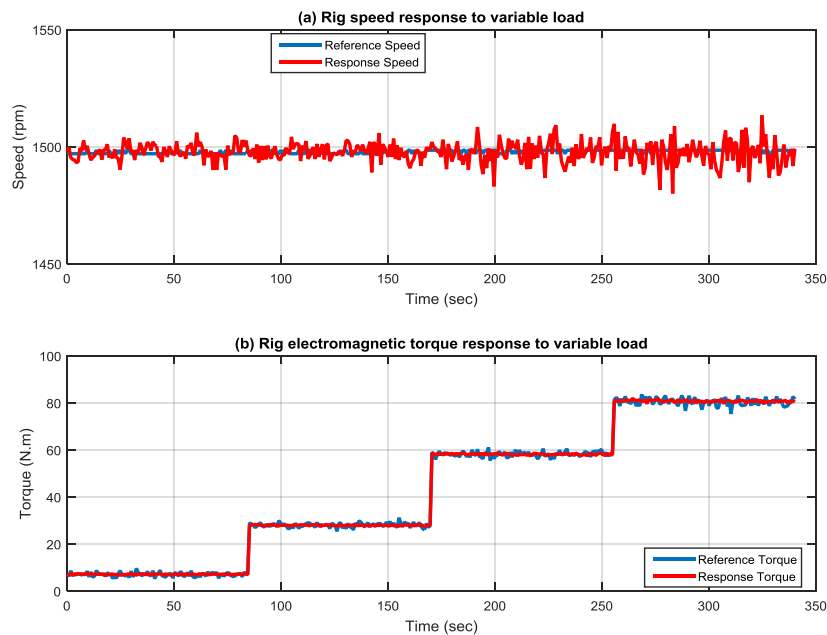 (a) Rig speed response to variable load
1550
1500
1450
Speed (rpm)
Reference Speed
Response Speed
0 50 100 150 200 250 300 350
Time (sec)
(b) Rig electromagnetic torque response to variable load
100
80
60
40
20
0
Torque (N.m)
Reference Torque
Response Torque
0 50 100 150 200 250 300 350
Time (sec)